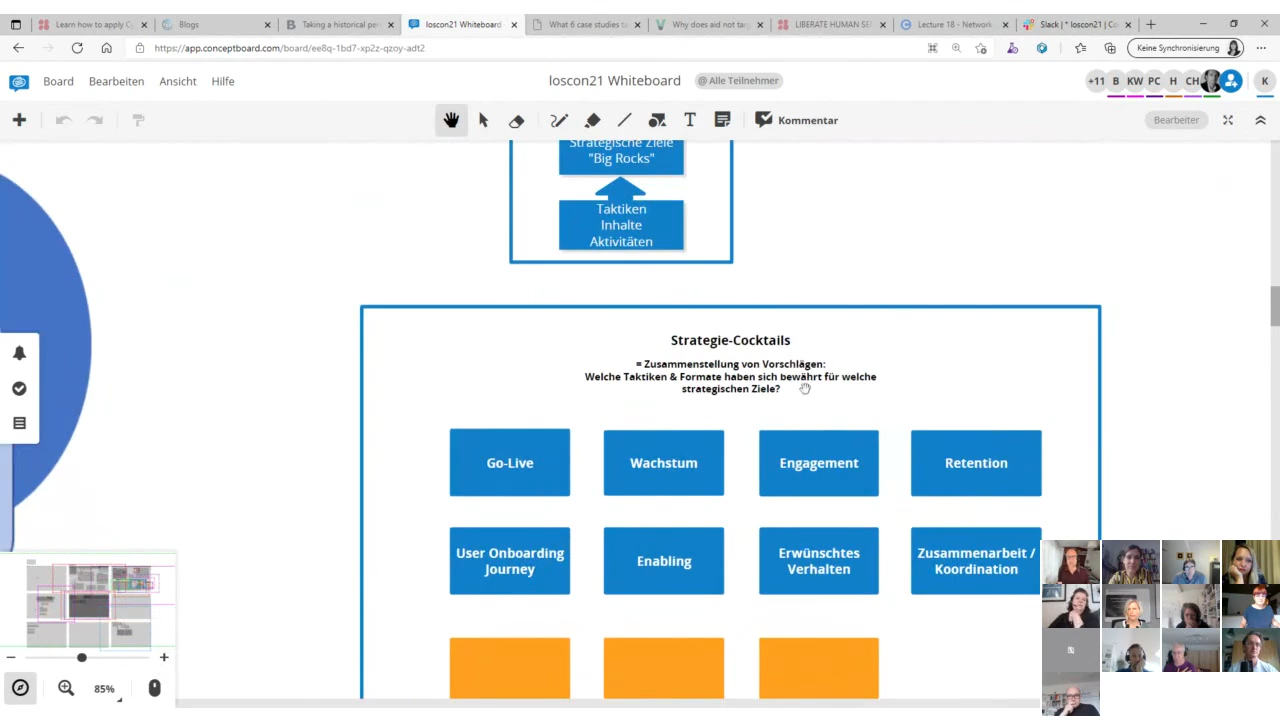 Learn how to apply Cy
Blogs
Taking a historical per
loscon21 Whiteboard
What 6 case studies ta
Why does aid not targ
LIBERATE HUMAN SE
Lecture 18 - Network
Slack | * loscon21 | Co
https://app.conceptboard.com/board/ee8q-1bd7-xp2z-qzoy-adt2
Keine Synchronisierung
Board
Bearbeiten
Ansicht
Hilfe
loscon21 Whiteboard
@ Alle Teilnehmer
+11
B
KW
PC
H
CH
K
T
Kommentar
Bearbeiter
Strategische Ziele
"Big Rocks"
Taktiken
Inhalte
Aktivitäten
Strategie-Cocktails
= Zusammenstellung von Vorschlägen:
Welche Taktiken & Formate haben sich bewährt für welche
strategischen Ziele?
Go-Live
Wachstum
Engagement
Retention
User Onboarding
Journey
Enabling
Erwünschtes
Verhalten
Zusammenarbeit /
Koordination
85%